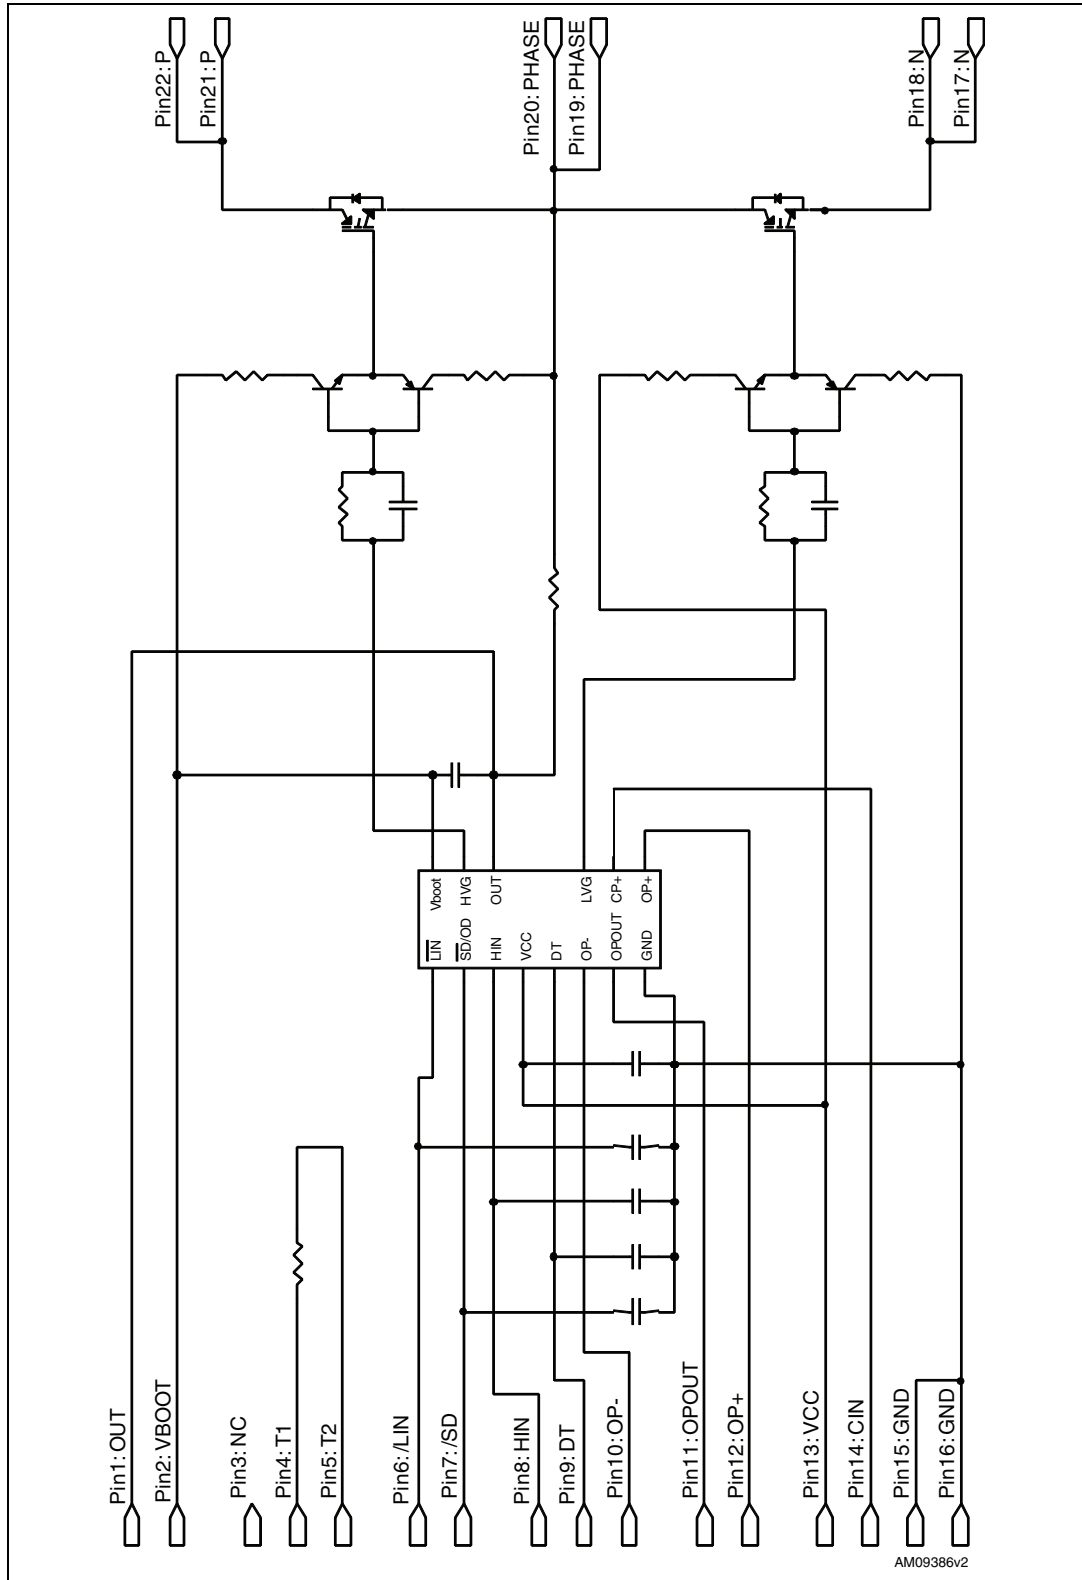 Pin22: P
Pin21: P
Pin20: PHASE
Pin19: PHASE
Pin18: N
Pin17: N
Vboot
HVG
OUT
LVG
CP+
OP+
LIN
SD/OD
HIN
VCC
DT
OP-
OPOUT
GND
Pin1: OUT
Pin2: VBOOT
Pin3: NC
Pin4: T1
Pin5: T2
Pin6: /LIN
Pin7: /SD
Pin8: HIN
Pin9: DT
Pin10: OP-
Pin11: OPOUT
Pin12: OP+
Pin13: VCC
Pin14: CIN
Pin15: GND
Pin16: GND
AM09386v2